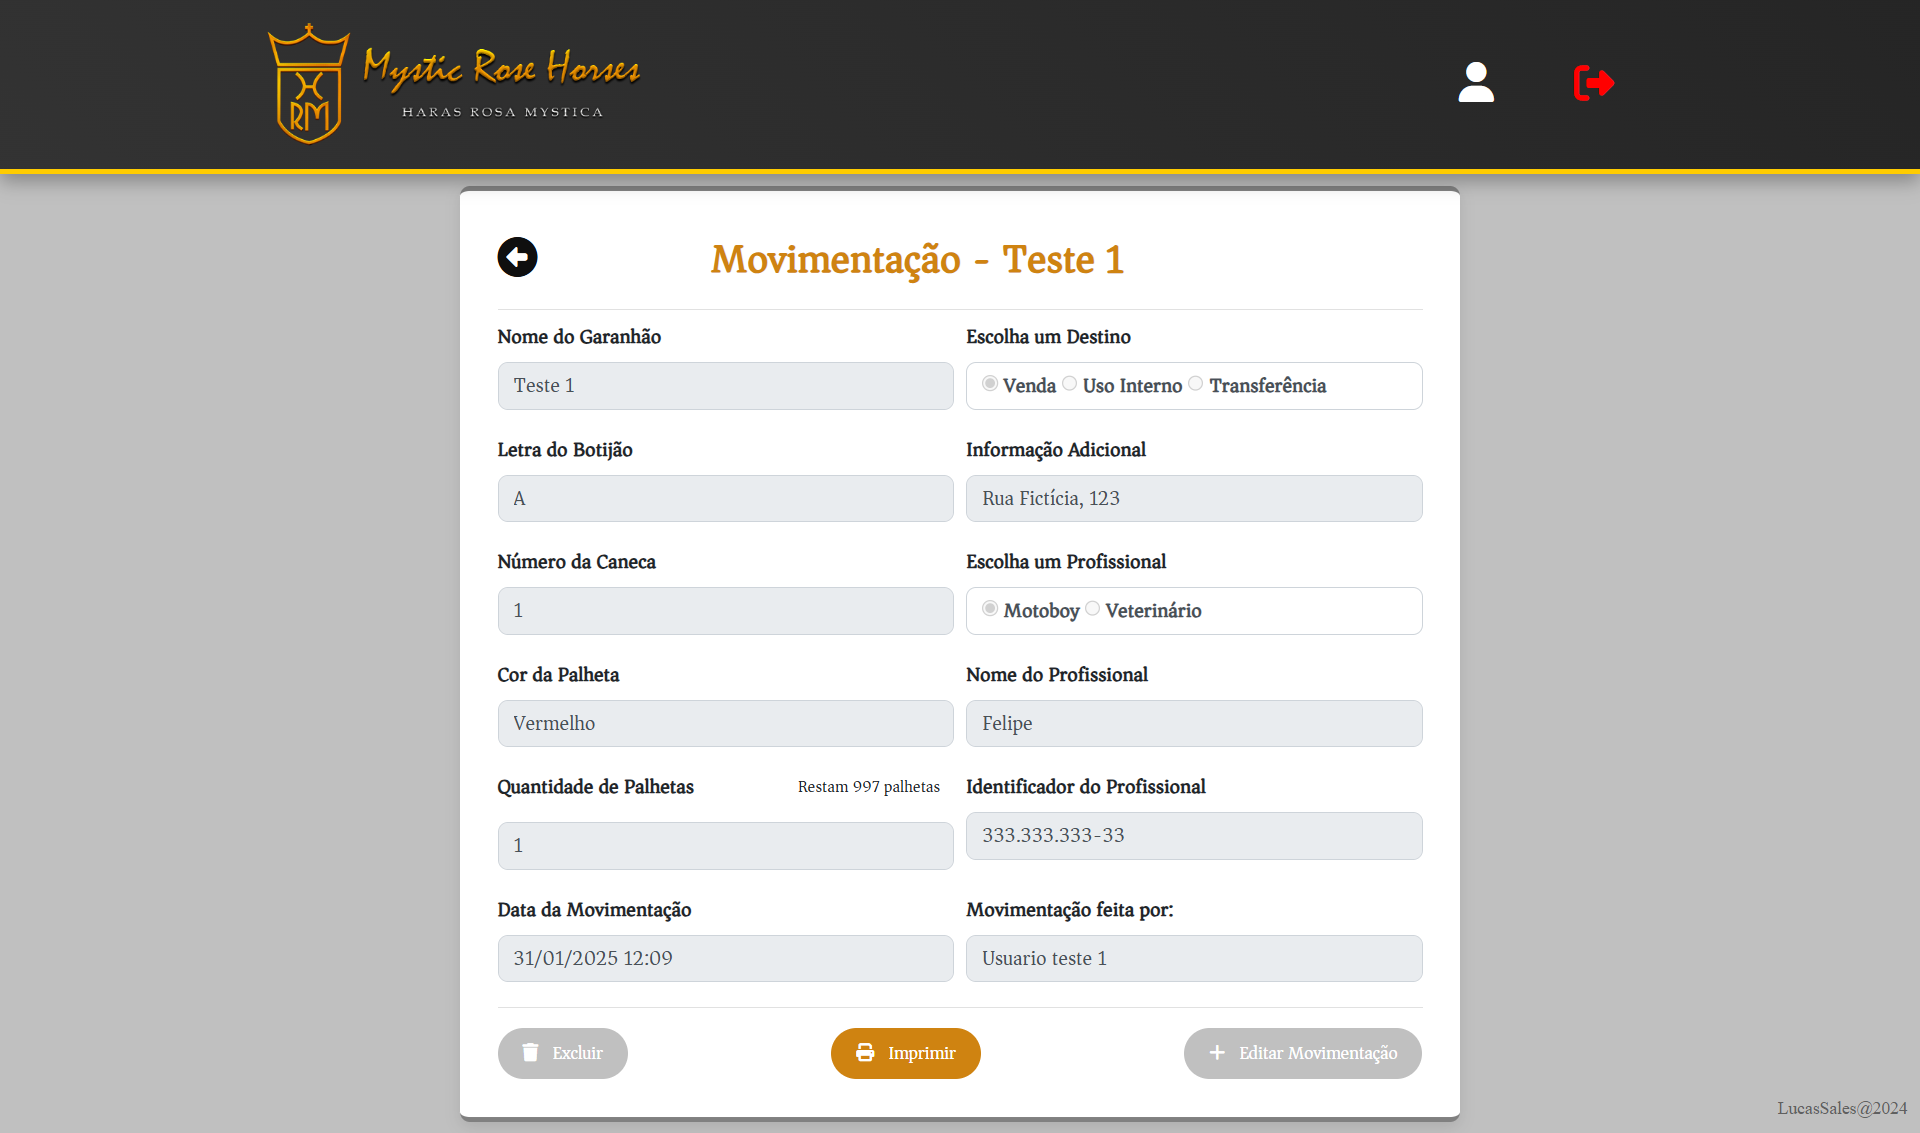 Mystic Rose Horses
HARAS ROSA MYSTICA
RM
Movimentação - Teste 1
Nome do Garanhão
Teste 1
Escolha um Destino
Venda Uso Interno Transferência
Letra do Botijão
A
Informação Adicional
Rua Fictícia, 123
Número da Caneca
1
Escolha um Profissional
Motoboy Veterinário
Cor da Palheta
Vermelho
Nome do Profissional
Felipe
Quantidade de Palhetas
Restam 997 palhetas
1
Identificador do Profissional
333.333.333-33
Data da Movimentação
31/01/2025 12:09
Movimentação feita por:
Usuario teste 1
Excluir
Imprimir
Editar Movimentação
LucasSales@2024